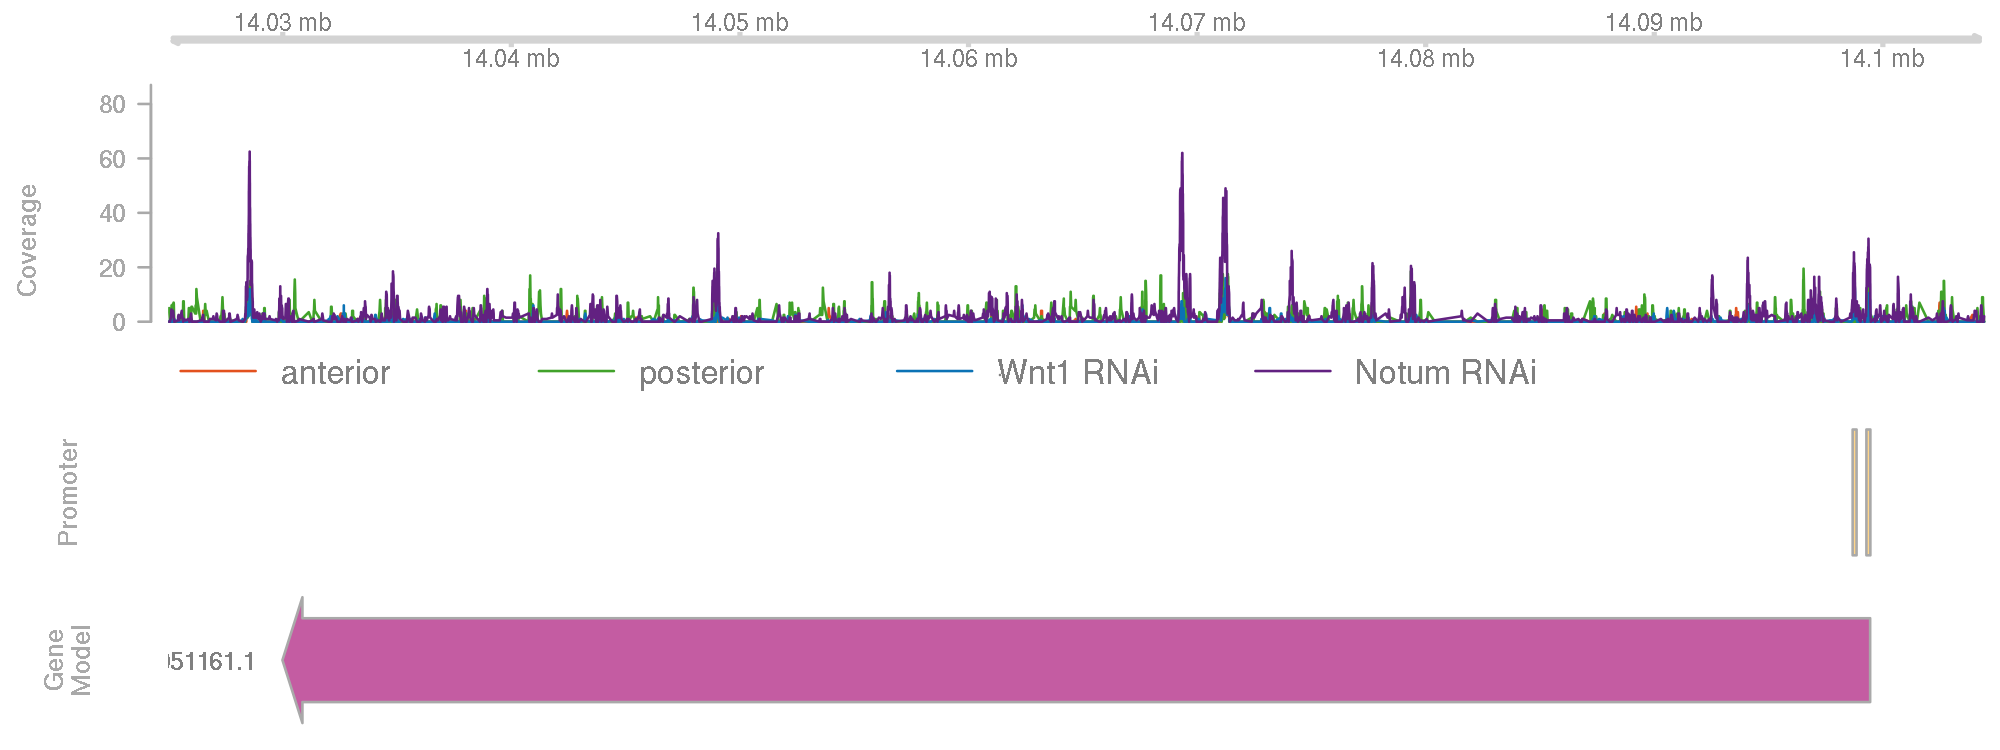 14.03 mb 14.05 mb 14.07 mb 14.09 mb
14.04 mb 14.06 mb 14.08 mb 14.1 mb
80
60
40
20
0
Coverage
anterior posterior Wnt1 RNAi Notum RNAi
Promoter
Gene
Model
51161.1